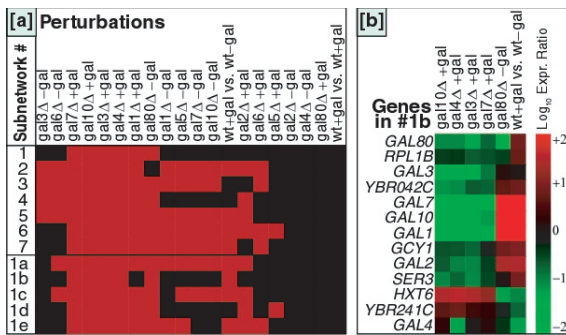 [a] Perturbations
Subnetwork #
gal3Δ−gal
gal6Δ−gal
gal7Δ+gal
gal10Δ+gal
gal3Δ+gal
gal4Δ+gal
gal1Δ+gal
gal80Δ−gal
gal1Δ−gal
gal5Δ−gal
gal7Δ−gal
gal10Δ−gal
wt+gal vs. wt−gal
gal2Δ+gal
gal6Δ+gal
gal5Δ+gal
gal2Δ−gal
gal4Δ−gal
gal80Δ+gal
wt+gal vs. wt+gal
1
2
3
4
5
6
7
1a
1b
1c
1d
1e
[b]
gal10Δ +gal
gal4Δ +gal
gal3Δ +gal
gal7Δ +gal
gal80Δ−gal
wt+gal vs wt−gal
Log10 Expr. Ratio
Genes
in #1b
GAL80
RPL1B
GAL3
YBR042C
GAL7
GAL10
GAL1
GCY1
GAL2
SER3
HXT6
YBR241C
GAL4
+2
+1
0
−1
−2